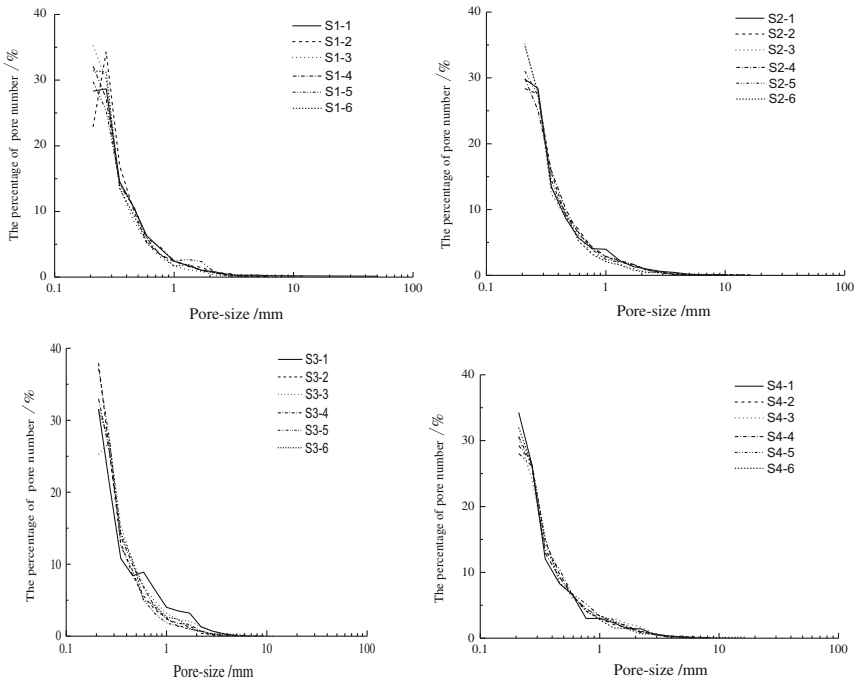 The percentage of pore number / %
40
30
20
10
0
0.1
1
10
100
Pore-size /mm
S1-1
S1-2
S1-3
S1-4
S1-5
S1-6
The percentage of pore number / %
40
30
20
10
0
0.1
1
10
100
Pore-size /mm
S2-1
S2-2
S2-3
S2-4
S2-5
S2-6
The percentage of pore number / %
40
30
20
10
0
0.1
1
10
100
Pore-size /mm
S3-1
S3-2
S3-3
S3-4
S3-5
S3-6
The percentage of pore number / %
40
30
20
10
0
0.1
1
10
100
Pore-size /mm
S4-1
S4-2
S4-3
S4-4
S4-5
S4-6